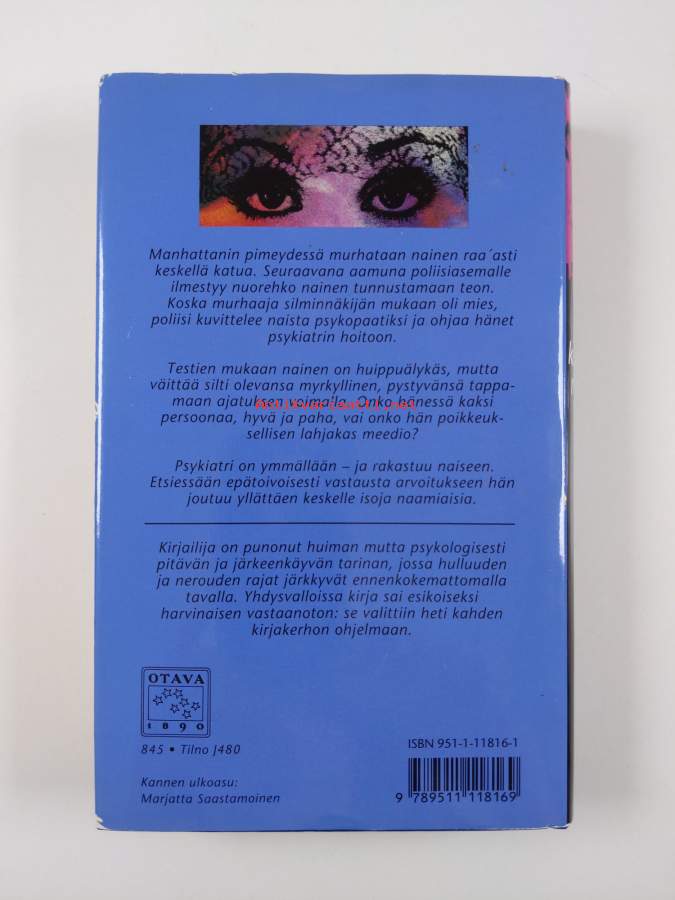 Manhattanin pimeydessä murhataan nainen raa´asti
keskellä katua. Seuraavana aamuna poliisiasemalle
ilmestyy nuorehko nainen tunnustamaan teon.
Koska murhaaja silminnäkijän mukaan oli mies,
poliisi kuvittelee naista psykopaatiksi ja ohjaa hänet
psykiatrin hoitoon.
Testien mukaan nainen on huippuälykäs, mutta
väittää silti olevansa myrkyllinen, pystyvänsä tappa-
maan ajatuksen voimalla. Onko hänessä kaksi
persoonaa, hyvä ja paha, vai onko hän poikkeuk-
sellisen lahjakas meedio?
Psykiatri on ymmällään – ja rakastuu naiseen.
Etsiessään epätoivoisesti vastausta arvoitukseen hän
joutuu yllättäen keskelle isoja naamiaisia.
Kirjailija on punonut huiman mutta psykologisesti
pitävän ja järkeenkäyvän tarinan, jossa hulluuden
ja nerouden rajat järkkyvät ennenkokemattomalla
tavalla. Yhdysvalloissa kirja sai esikoiseksi
harvinaisen vastaanoton: se valittiin heti kahden
kirjakerhon ohjelmaan.
OTAVA
1890
845 • Tilno J480
Kannen ulkoasu:
Marjatta Saastamoinen
ISBN 951-1-11816-1
9 789511 118169